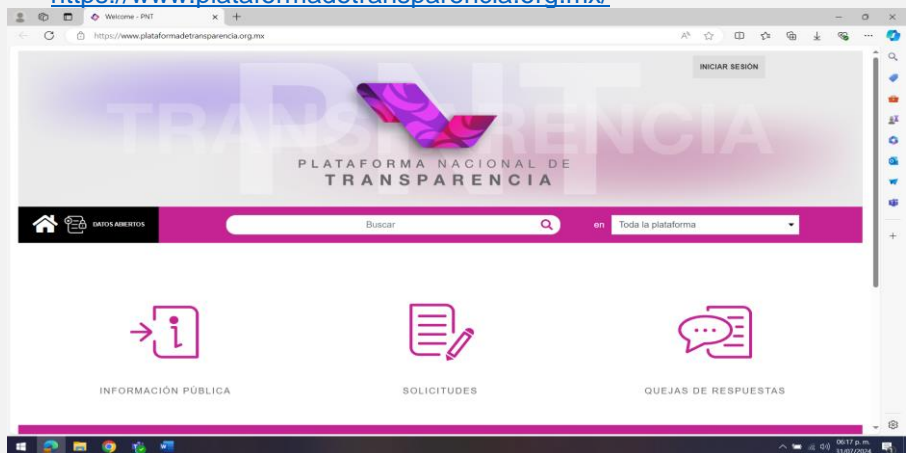 https://www.plataformadetransparencia.org.mx/
Welcome - PNT
https://www.plataformadetransparencia.org.mx
INICIAR SESIÓN
PNT
TRANSPARENCIA
PLATAFORMA NACIONAL DE
TRANSPARENCIA
DATOS ABIERTOS
Buscar
en
Toda la plataforma
INFORMACIÓN PÚBLICA
SOLICITUDES
QUEJAS DE RESPUESTAS
06:17 p. m.
31/07/2024